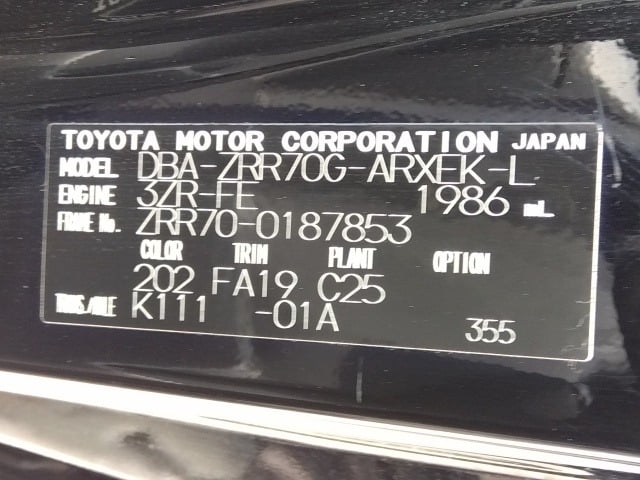 TOYOTA MOTOR CORPORATION JAPAN
MODEL DBA-ZRR70G-ARXEK-L
ENGINE 3ZR-FE 1986 mL
FRAME No. ZRR70-0187853
COLOR TRIM PLANT OPTION
202 FA19 C25
TRANS/AXLE K111 -01A 355